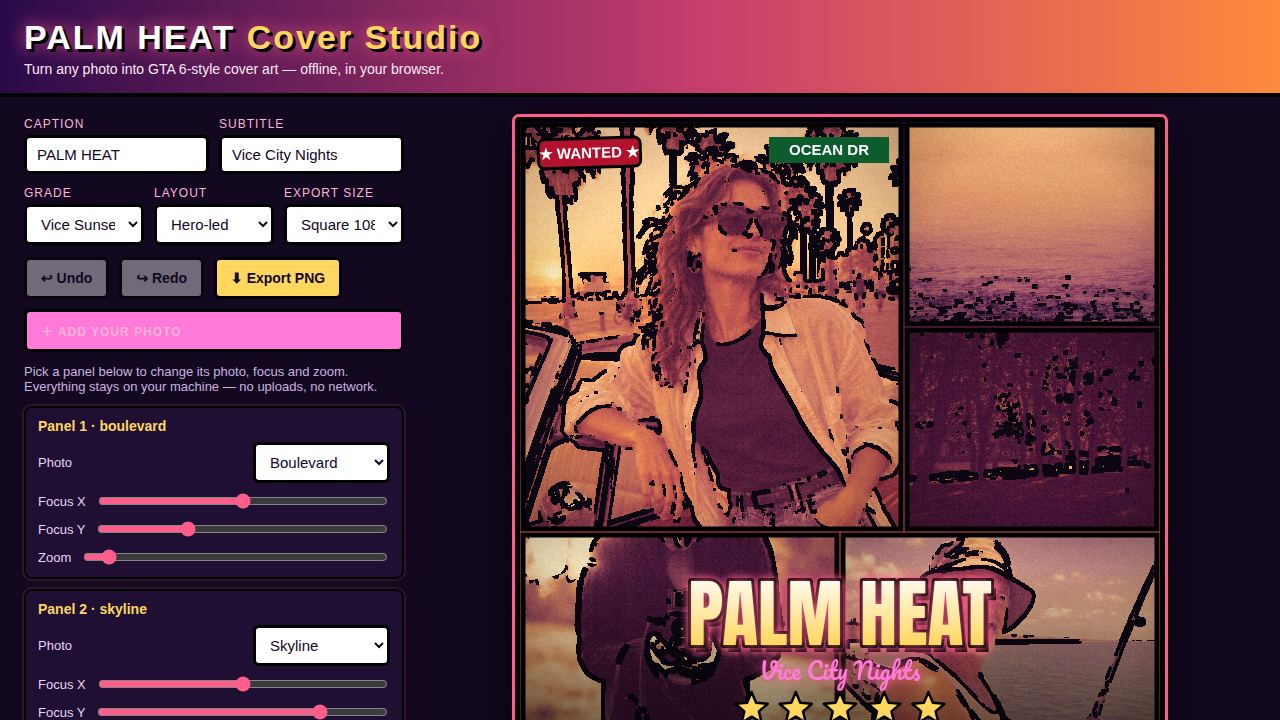 PALM HEAT Cover Studio
Turn any photo into GTA 6-style cover art — offline, in your browser.
CAPTION
SUBTITLE
PALM HEAT
Vice City Nights
GRADE
LAYOUT
EXPORT SIZE
Vice Sunse
Hero-led
Square 108
↩ Undo
↪ Redo
⬇ Export PNG
＋ ADD YOUR PHOTO
Pick a panel below to change its photo, focus and zoom.
Everything stays on your machine — no uploads, no network.
Panel 1 · boulevard
Photo
Boulevard
Focus X
Focus Y
Zoom
Panel 2 · skyline
Photo
Skyline
Focus X
Focus Y
★ WANTED ★
OCEAN DR
PALM HEAT
Vice City Nights